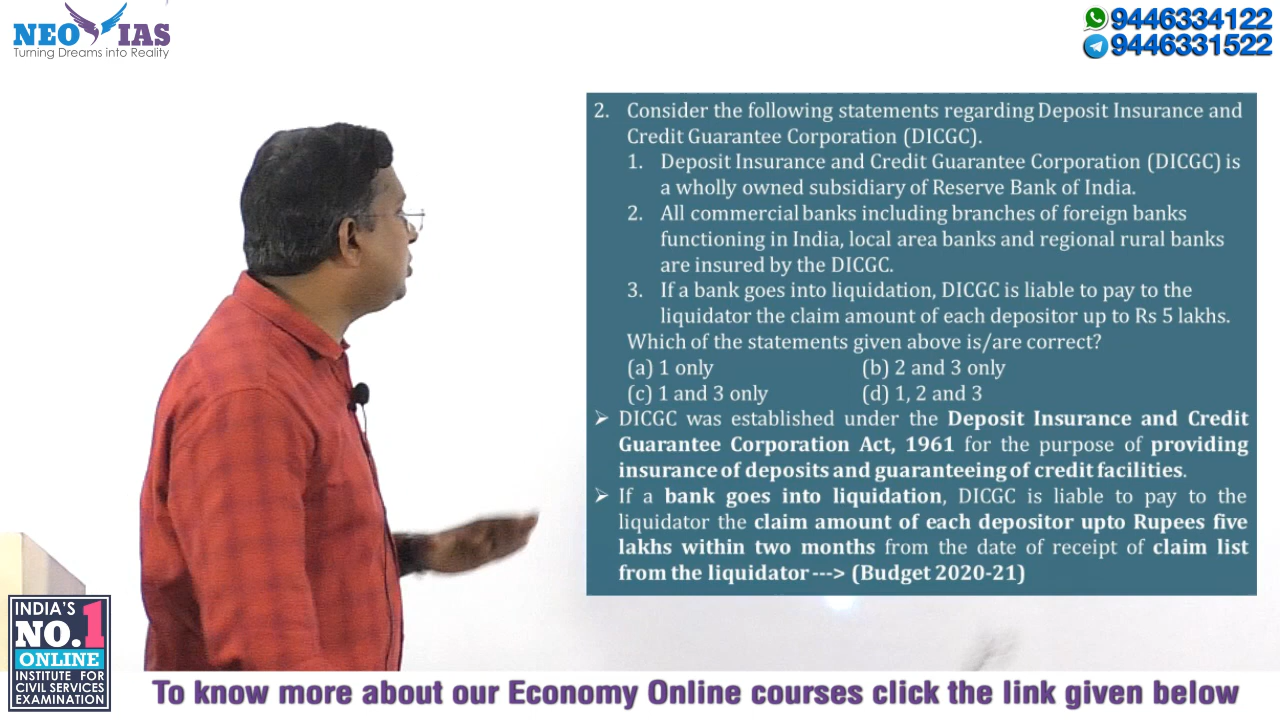 NEO IAS
Turning Dreams into Reality
9446334122
9446331522
2. Consider the following statements regarding Deposit Insurance and
Credit Guarantee Corporation (DICGC).
1. Deposit Insurance and Credit Guarantee Corporation (DICGC) is
a wholly owned subsidiary of Reserve Bank of India.
2. All commercial banks including branches of foreign banks
functioning in India, local area banks and regional rural banks
are insured by the DICGC.
3. If a bank goes into liquidation, DICGC is liable to pay to the
liquidator the claim amount of each depositor up to Rs 5 lakhs.
Which of the statements given above is/are correct?
(a) 1 only (b) 2 and 3 only
(c) 1 and 3 only (d) 1, 2 and 3
➢ DICGC was established under the Deposit Insurance and Credit
Guarantee Corporation Act, 1961 for the purpose of providing
insurance of deposits and guaranteeing of credit facilities.
➢ If a bank goes into liquidation, DICGC is liable to pay to the
liquidator the claim amount of each depositor upto Rupees five
lakhs within two months from the date of receipt of claim list
from the liquidator ---> (Budget 2020-21)
INDIA'S
NO.1
ONLINE
INSTITUTE FOR
CIVIL SERVICES
EXAMINATION
To know more about our Economy Online courses click the link given below